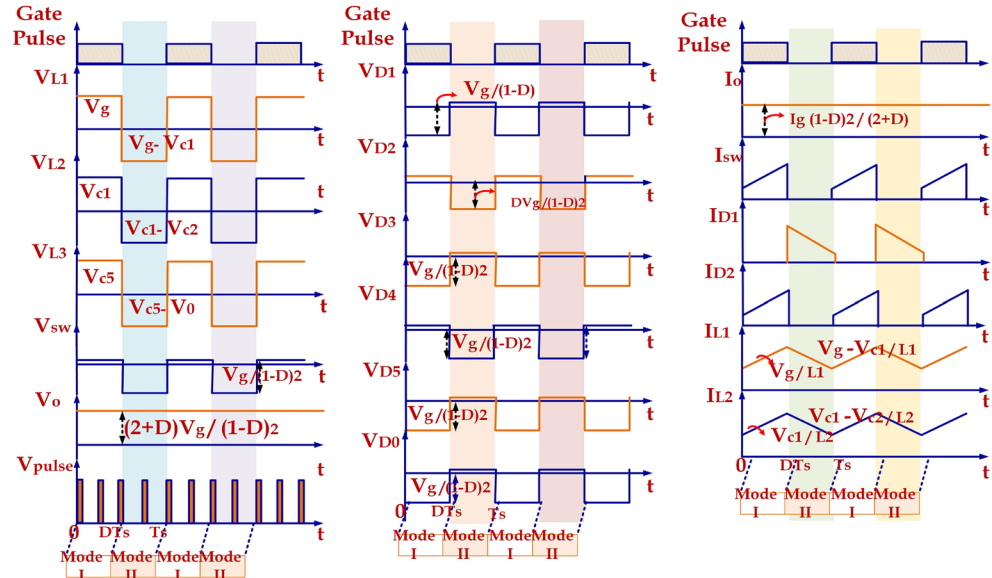 Gate
Pulse
t
VL1
Vg
Vg- Vc1
t
VL2
Vc1
Vc1- Vc2
t
VL3
Vc5
Vc5- V0
t
Vsw
Vg/(1-D)2
t
Vo
(2+D)Vg/ (1-D)2
t
Vpulse
t
0
DTs
Ts
Mode
I
Mode
II
Mode
I
Mode
II
Gate
Pulse
t
VD1
Vg/(1-D)
t
VD2
DVg/(1-D)2
t
VD3
Vg/(1-D)2
t
VD4
Vg/(1-D)2
t
VD5
Vg/(1-D)2
t
VD0
Vg/(1-D)2
t
0
DTs
Ts
Mode
I
Mode
II
Mode
I
Mode
II
Gate
Pulse
t
Io
Ig (1-D)2/(2+D)
t
Isw
t
ID1
t
ID2
t
IL1
Vg -Vc1/L1
Vg/L1
t
IL2
Vc1 -Vc2/L2
Vc1/L2
t
0
DTs
Ts
Mode
I
Mode
II
Mode
I
Mode
II